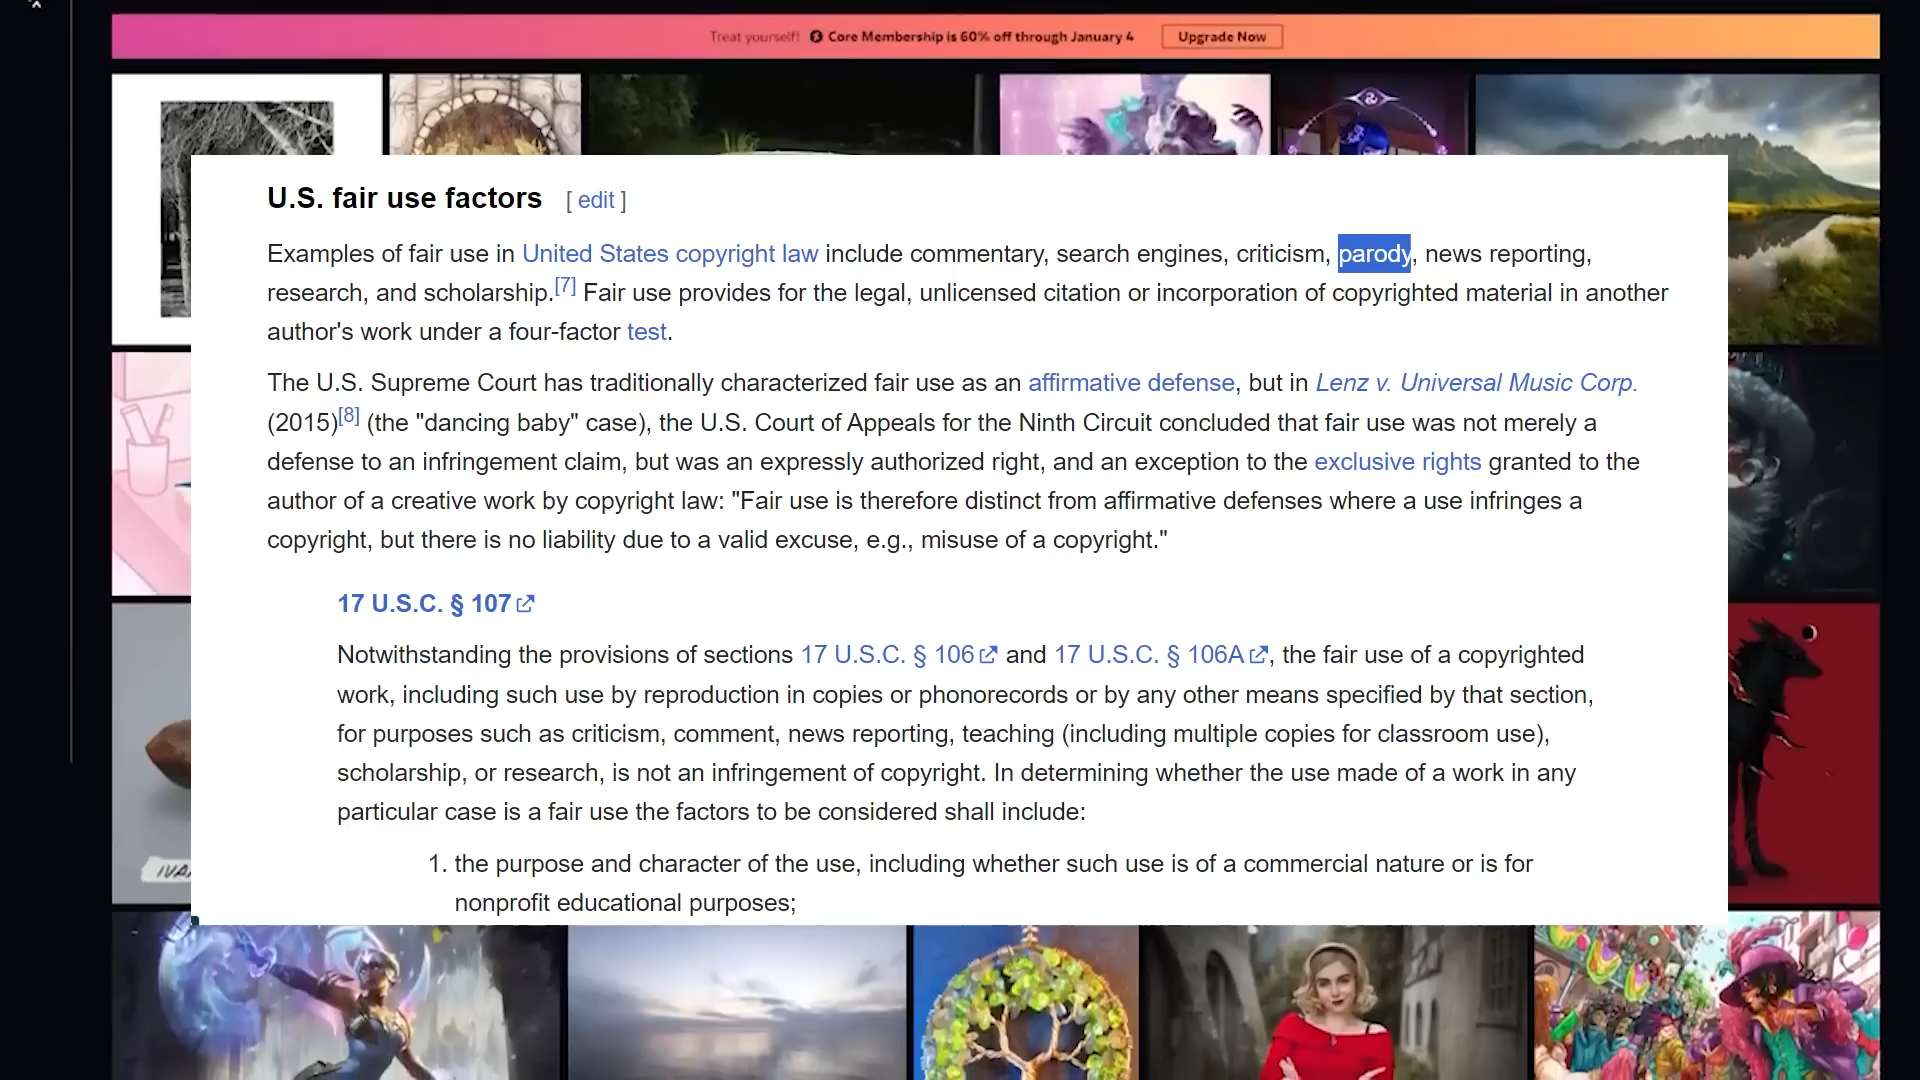 Treat yourself! Core Membership is 60% off through January 4 Upgrade Now
U.S. fair use factors [ edit ]
Examples of fair use in United States copyright law include commentary, search engines, criticism, parody, news reporting,
research, and scholarship.[7] Fair use provides for the legal, unlicensed citation or incorporation of copyrighted material in another
author's work under a four-factor test.
The U.S. Supreme Court has traditionally characterized fair use as an affirmative defense, but in Lenz v. Universal Music Corp.
(2015)[8] (the "dancing baby" case), the U.S. Court of Appeals for the Ninth Circuit concluded that fair use was not merely a
defense to an infringement claim, but was an expressly authorized right, and an exception to the exclusive rights granted to the
author of a creative work by copyright law: "Fair use is therefore distinct from affirmative defenses where a use infringes a
copyright, but there is no liability due to a valid excuse, e.g., misuse of a copyright."
17 U.S.C. § 107
Notwithstanding the provisions of sections 17 U.S.C. § 106 and 17 U.S.C. § 106A, the fair use of a copyrighted
work, including such use by reproduction in copies or phonorecords or by any other means specified by that section,
for purposes such as criticism, comment, news reporting, teaching (including multiple copies for classroom use),
scholarship, or research, is not an infringement of copyright. In determining whether the use made of a work in any
particular case is a fair use the factors to be considered shall include:
1. the purpose and character of the use, including whether such use is of a commercial nature or is for
nonprofit educational purposes;